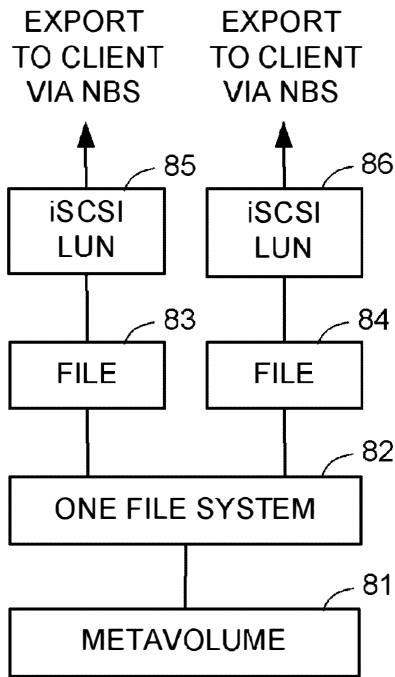 EXPORT
TO CLIENT
VIA NBS
EXPORT
TO CLIENT
VIA NBS
85
iSCSI
LUN
86
iSCSI
LUN
83
FILE
84
FILE
82
ONE FILE SYSTEM
81
METAVOLUME